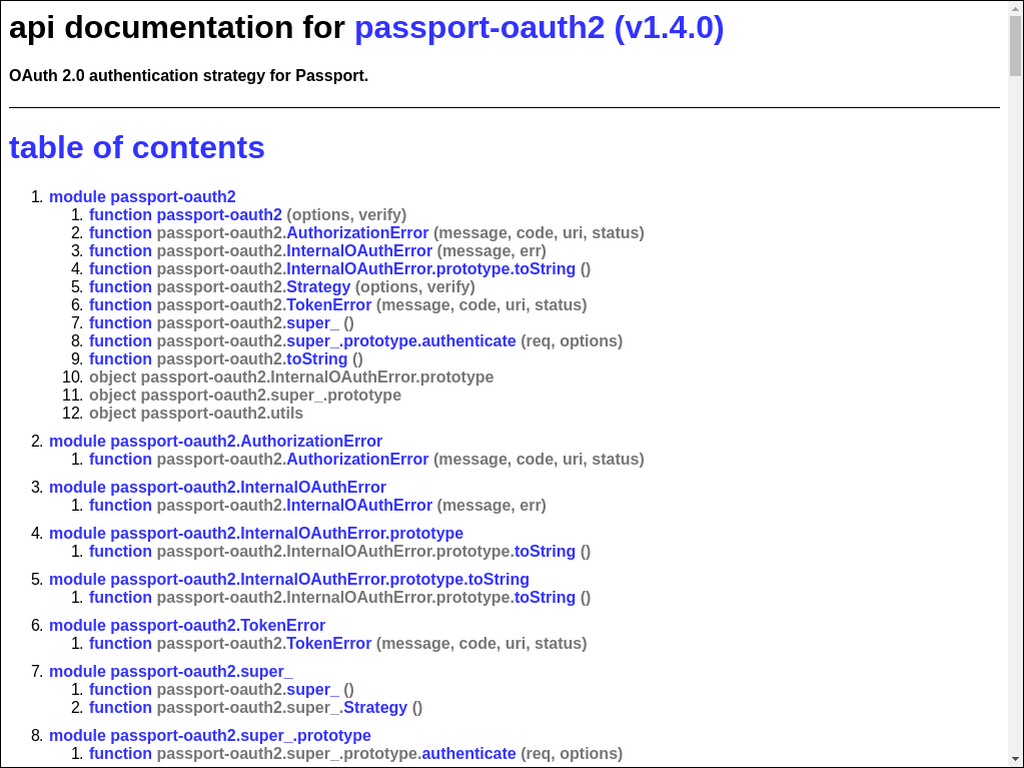 api documentation for passport-oauth2 (v1.4.0)
OAuth 2.0 authentication strategy for Passport.
table of contents
1. module passport-oauth2
1. function passport-oauth2 (options, verify)
2. function passport-oauth2.AuthorizationError (message, code, uri, status)
3. function passport-oauth2.InternalOAuthError (message, err)
4. function passport-oauth2.InternalOAuthError.prototype.toString ()
5. function passport-oauth2.Strategy (options, verify)
6. function passport-oauth2.TokenError (message, code, uri, status)
7. function passport-oauth2.super_ ()
8. function passport-oauth2.super_.prototype.authenticate (req, options)
9. function passport-oauth2.toString ()
10. object passport-oauth2.InternalOAuthError.prototype
11. object passport-oauth2.super_.prototype
12. object passport-oauth2.utils
2. module passport-oauth2.AuthorizationError
1. function passport-oauth2.AuthorizationError (message, code, uri, status)
3. module passport-oauth2.InternalOAuthError
1. function passport-oauth2.InternalOAuthError (message, err)
4. module passport-oauth2.InternalOAuthError.prototype
1. function passport-oauth2.InternalOAuthError.prototype.toString ()
5. module passport-oauth2.InternalOAuthError.prototype.toString
1. function passport-oauth2.InternalOAuthError.prototype.toString ()
6. module passport-oauth2.TokenError
1. function passport-oauth2.TokenError (message, code, uri, status)
7. module passport-oauth2.super_
1. function passport-oauth2.super_ ()
2. function passport-oauth2.super_.Strategy ()
8. module passport-oauth2.super_.prototype
1. function passport-oauth2.super_.prototype.authenticate (req, options)